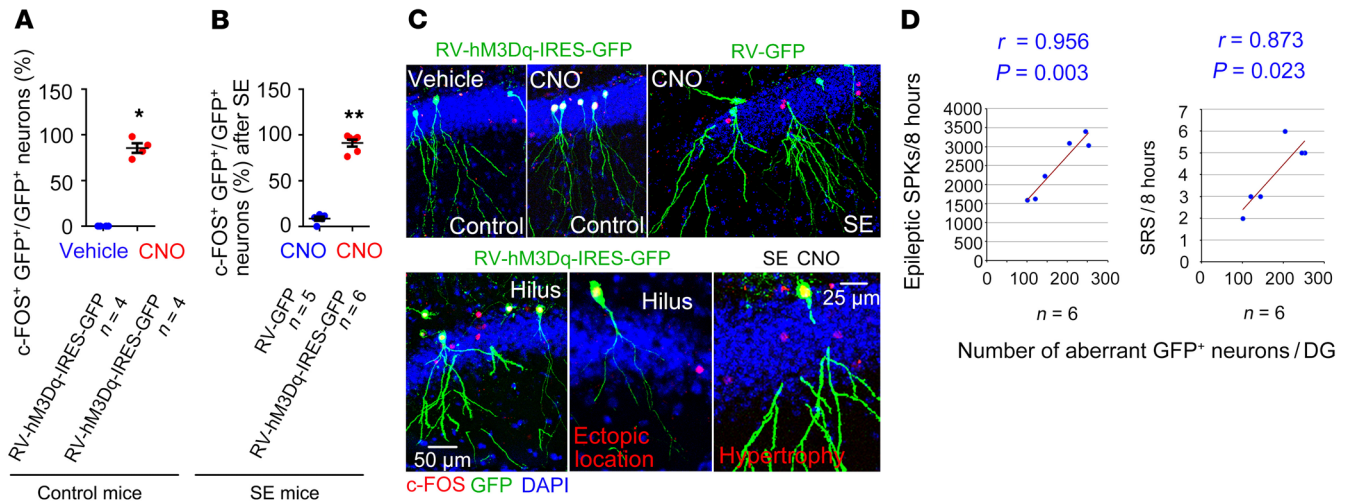 A
c-FOS⁺ GFP⁺/GFP⁺ neurons (%)
150
100
50
0
*
Vehicle CNO
RV-hM3Dq-IRES-GFP
n = 4
RV-hM3Dq-IRES-GFP
n = 4
Control mice
B
c-FOS⁺ GFP⁺/GFP⁺
neurons (%) after SE
150
100
50
0
**
CNO CNO
RV-GFP
n = 5
RV-hM3Dq-IRES-GFP
n = 6
SE mice
C
RV-hM3Dq-IRES-GFP RV-GFP
Vehicle CNO CNO
Control Control SE
RV-hM3Dq-IRES-GFP SE CNO
Hilus Hilus 25 µm
Ectopic
location
Hypertrophy
50 µm
c-FOS GFP DAPI
D
r = 0.956
P = 0.003
Epileptic SPKs/8 hours
4000
3500
3000
2500
2000
1500
1000
500
0
0 100 200 300
n = 6
r = 0.873
P = 0.023
SRS / 8 hours
7
6
5
4
3
2
1
0
0 100 200 300
n = 6
Number of aberrant GFP⁺ neurons / DG